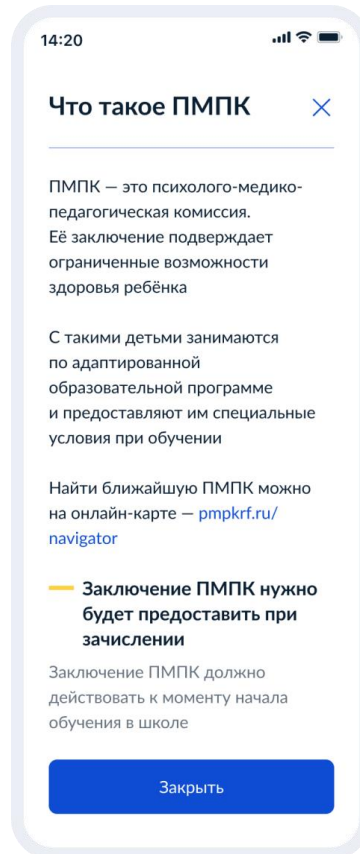 14:20
Что такое ПМПК
ПМПК — это психолого-медико-
педагогическая комиссия.
Её заключение подтверждает
ограниченные возможности
здоровья ребёнка
С такими детьми занимаются
по адаптированной
образовательной программе
и предоставляют им специальные
условия при обучении
Найти ближайшую ПМПК можно
на онлайн-карте — pmpkrf.ru/
navigator
Заключение ПМПК нужно
будет предоставить при
зачислении
Заключение ПМПК должно
действовать к моменту начала
обучения в школе
Закрыть